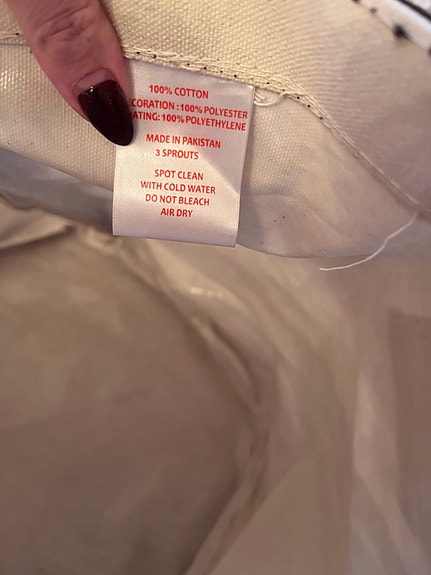 100% COTTON
CORATION : 100% POLYESTER
ATING: 100% POLYETHYLENE
MADE IN PAKISTAN
3 SPROUTS
SPOT CLEAN
WITH COLD WATER
DO NOT BLEACH
AIR DRY